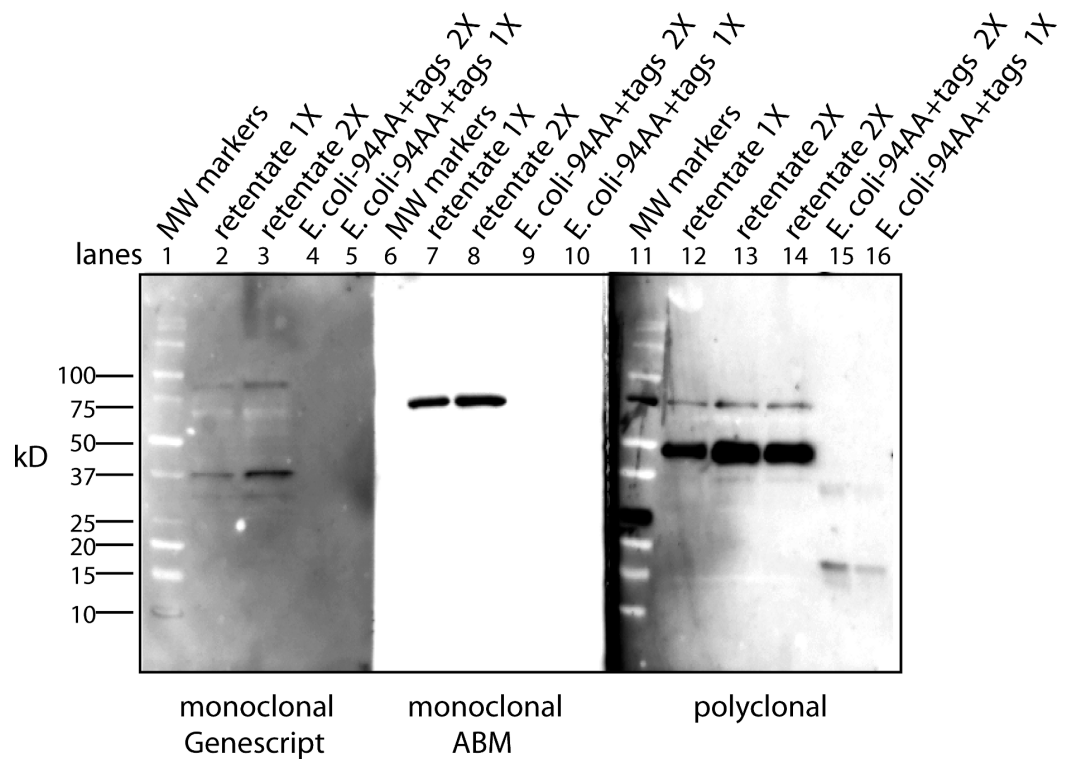 MW markers
retentate 1X
retentate 2X
E. coli-94AA+tags 2X
E. coli-94AA+tags 1X
MW markers
retentate 1X
retentate 2X
E. coli-94AA+tags 2X
E. coli-94AA+tags 1X
MW markers
retentate 1X
retentate 2X
retentate 2X
E. coli-94AA+tags 2X
E. coli-94AA+tags 1X
lanes 1 2 3 4 5 6 7 8 9 10 11 12 13 14 15 16
100
75
50
kD
37
25
20
15
10
monoclonal monoclonal polyclonal
Genescript ABM